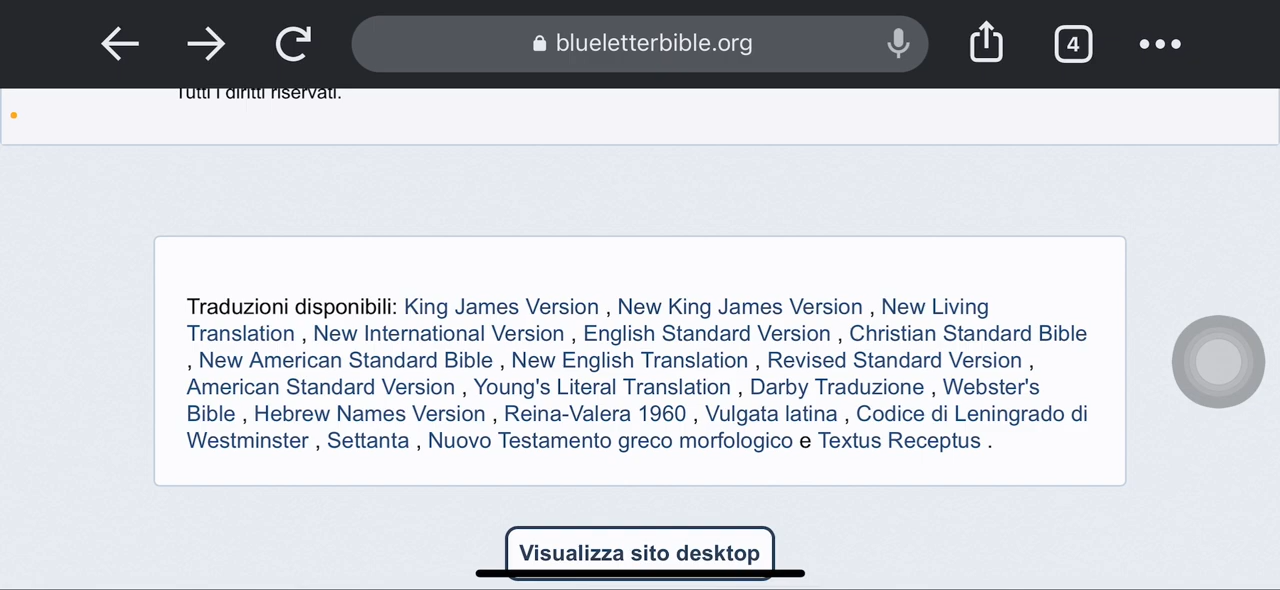 blueletterbible.org
4
Tutti i diritti riservati.
Traduzioni disponibili: King James Version , New King James Version , New Living
Translation , New International Version , English Standard Version , Christian Standard Bible
, New American Standard Bible , New English Translation , Revised Standard Version ,
American Standard Version , Young's Literal Translation , Darby Traduzione , Webster's
Bible , Hebrew Names Version , Reina-Valera 1960 , Vulgata latina , Codice di Leningrado di
Westminster , Settanta , Nuovo Testamento greco morfologico e Textus Receptus .
Visualizza sito desktop